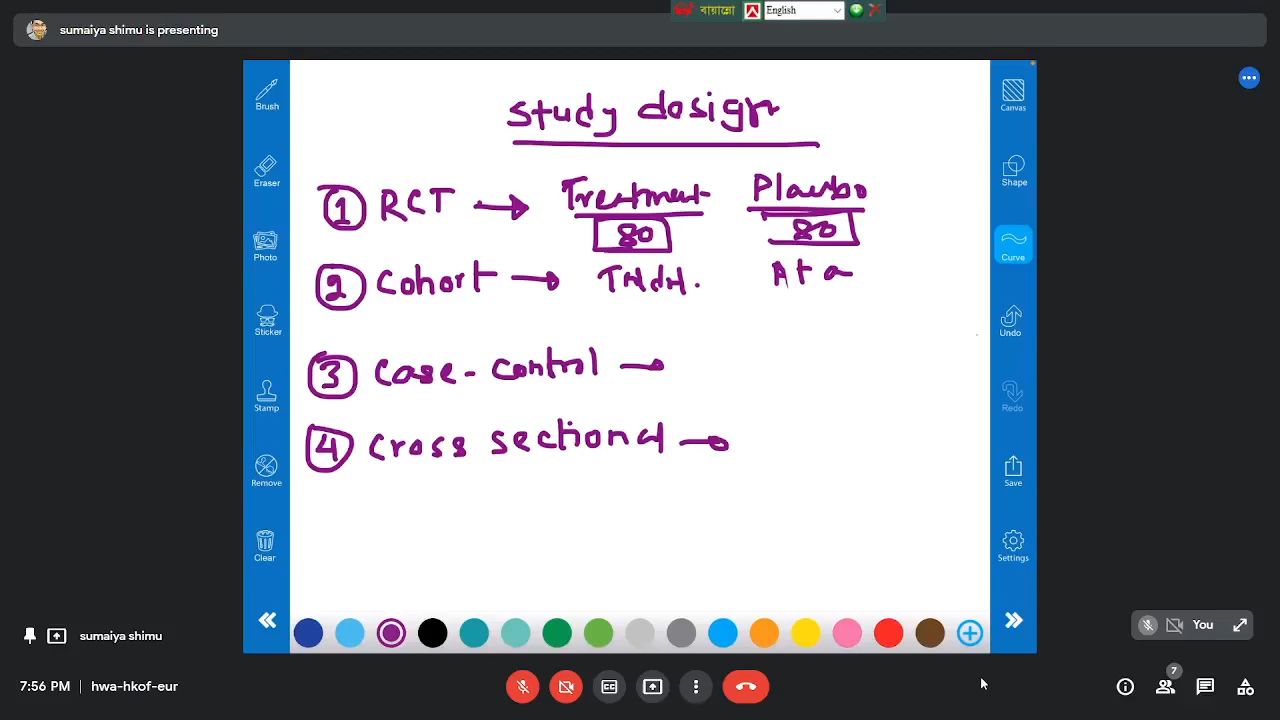 বায়ান্নো English
sumaiya shimu is presenting
Brush
Eraser
Photo
Sticker
Stamp
Remove
Clear
Canvas
Shape
Curve
Undo
Redo
Save
Settings
study design
1 RCT → Treatment Placebo
80 80
2 Cohort →
3 case-control →
4 cross sectional →
sumaiya shimu
You
7:56 PM hwa-hkof-eur
7